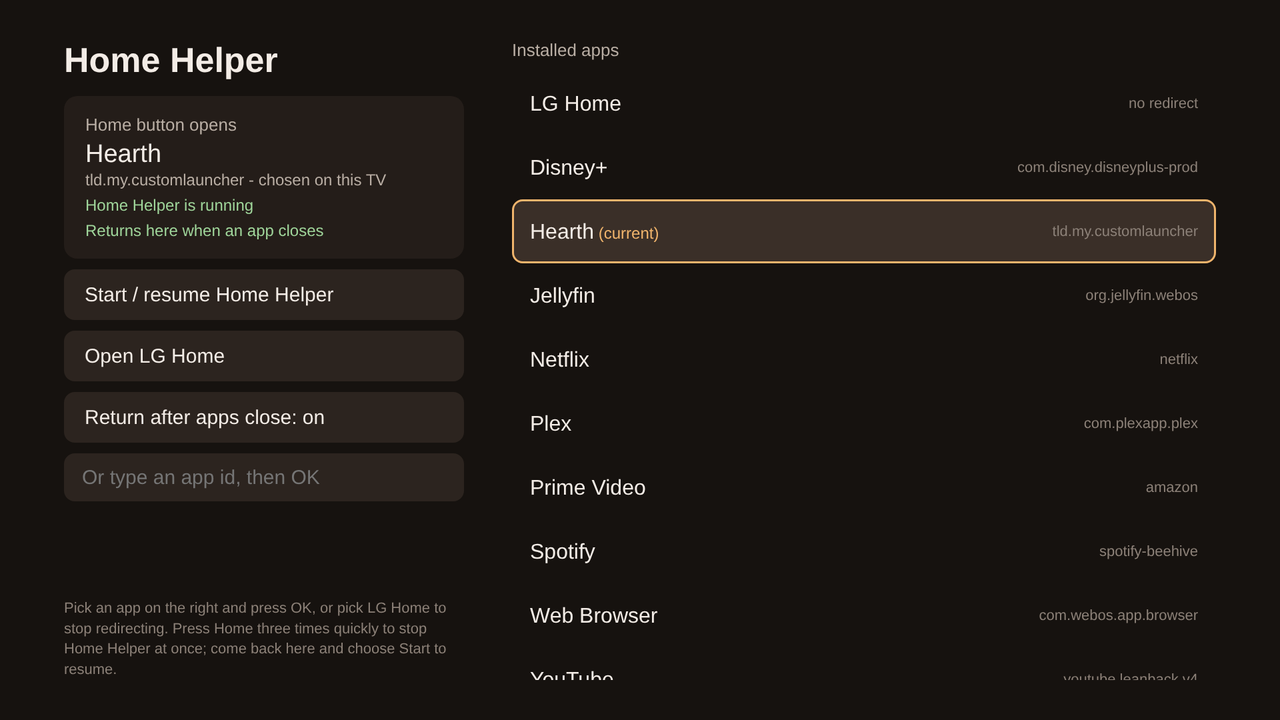 Home Helper
Home button opens
Hearth
tld.my.customlauncher - chosen on this TV
Home Helper is running
Returns here when an app closes
Start / resume Home Helper
Open LG Home
Return after apps close: on
Or type an app id, then OK
Pick an app on the right and press OK, or pick LG Home to
stop redirecting. Press Home three times quickly to stop
Home Helper at once; come back here and choose Start to
resume.
Installed apps
LG Home no redirect
Disney+ com.disney.disneyplus-prod
Hearth (current) tld.my.customlauncher
Jellyfin org.jellyfin.webos
Netflix netflix
Plex com.plexapp.plex
Prime Video amazon
Spotify spotify-beehive
Web Browser com.webos.app.browser
YouTube youtube.leanback.v4